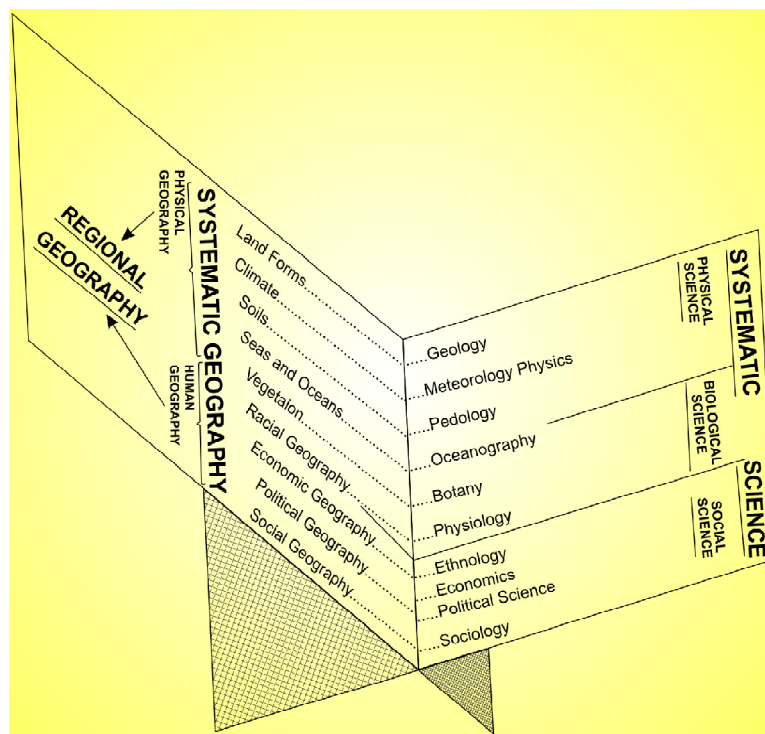 REGIONAL
GEOGRAPHY
PHYSICAL
GEOGRAPHY
HUMAN
GEOGRAPHY
SYSTEMATIC GEOGRAPHY
Land Forms
Climate
Soils
Seas and Oceans
Vegetaion
Racial Geography
Economic Geography
Political Geography
Social Geography
Geology
Meteorology Physics
Pedology
Oceanography
Botany
Physiology
Ethnology
Economics
Political Science
Sociology
PHYSICAL
SCIENCE
BIOLOGICAL
SCIENCE
SOCIAL
SCIENCE
SYSTEMATIC
SCIENCE